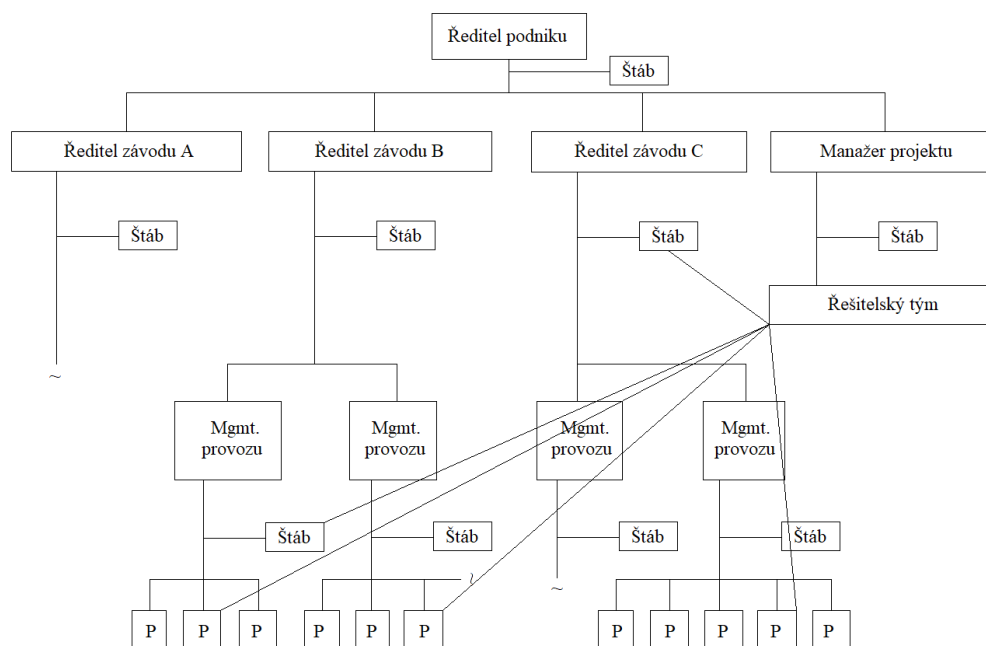 Ředitel podniku
Štáb
Ředitel závodu A
Ředitel závodu B
Ředitel závodu C
Manažer projektu
Štáb
Štáb
Štáb
Štáb
Řešitelský tým
~
Mgmt.
provozu
Mgmt.
provozu
Mgmt.
provozu
Mgmt.
provozu
Štáb
Štáb
Štáb
Štáb
~
~
P
P
P
P
P
P
P
P
P
P
P